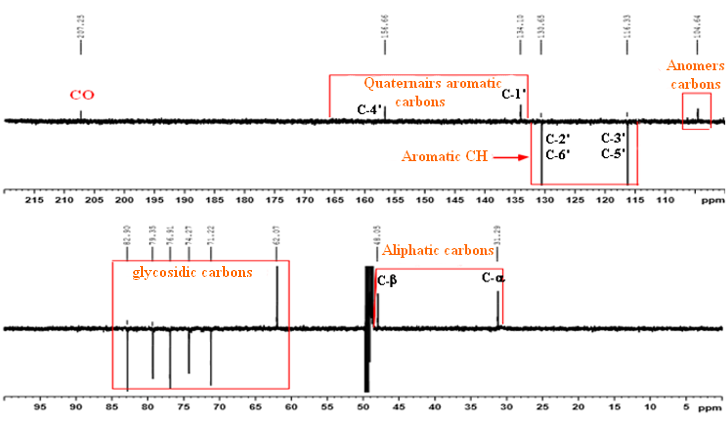 207.25 156.66 134.10 130.65 116.33 104.64
Anomers
carbons
Quaternairs aromatic
carbons
CO
C-4' C-1'
C-2' C-3'
C-6' C-5'
Aromatic CH
215 210 205 200 195 190 185 180 175 170 165 160 155 150 145 140 135 130 125 120 115 110 ppm
82.90 79.35 76.91 74.27 71.22 62.07 48.05 31.29
Aliphatic carbons
glycosidic carbons
C-β C-α
95 90 85 80 75 70 65 60 55 50 45 40 35 30 25 20 15 10 5 0 ppm